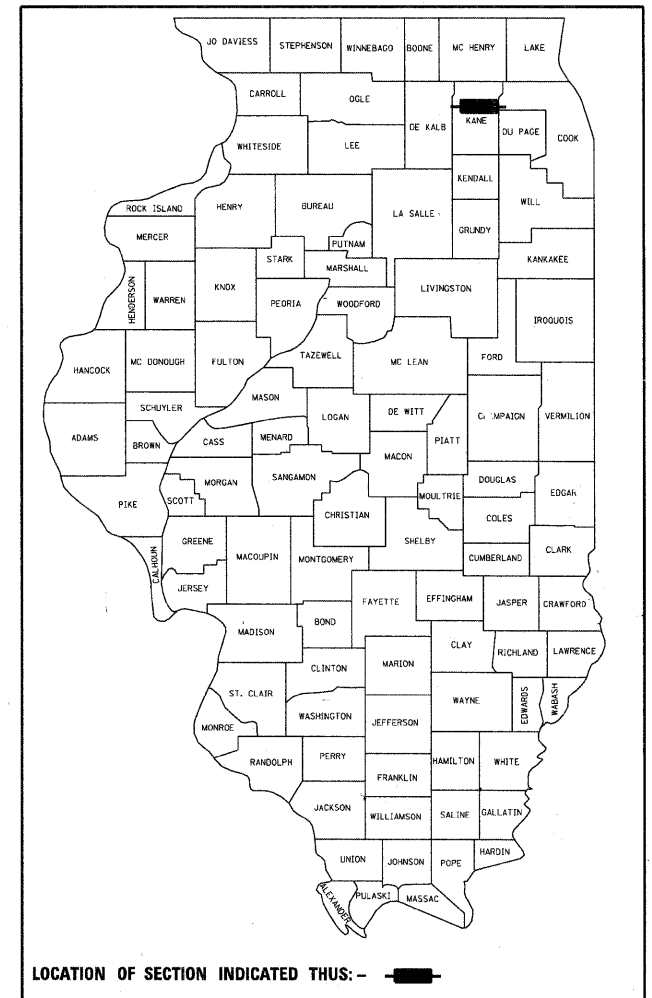 JO DAVIESS STEPHENSON WINNEBAGO BOONE MC HENRY LAKE
CARROLL OGLE DE KALB KANE DU PAGE COOK
WHITESIDE LEE
KENDALL
ROCK ISLAND HENRY BUREAU LA SALLE GRUNDY WILL
MERCER PUTNAM
STARK MARSHALL KANKAKEE
HENDERSON WARREN KNOX PEORIA WOODFORD LIVINGSTON IROQUOIS
HANCOCK MC DONOUGH FULTON TAZEWELL MC LEAN FORD
SCHUYLER MASON LOGAN DE WITT CHAMPAIGN VERMILION
ADAMS BROWN CASS MENARD MACON PIATT
PIKE SCOTT MORGAN SANGAMON MOULTRIE DOUGLAS EDGAR
CHRISTIAN COLES
CALHOUN GREENE MACOUPIN MONTGOMERY SHELBY CUMBERLAND CLARK
JERSEY
FAYETTE EFFINGHAM JASPER CRAWFORD
MADISON BOND
CLAY RICHLAND LAWRENCE
CLINTON MARION
ST. CLAIR WAYNE EDWARDS WABASH
MONROE WASHINGTON JEFFERSON
RANDOLPH PERRY HAMILTON WHITE
FRANKLIN
JACKSON WILLIAMSON SALINE GALLATIN
UNION JOHNSON POPE HARDIN
ALEXANDER PULASKI MASSAC
LOCATION OF SECTION INDICATED THUS: -